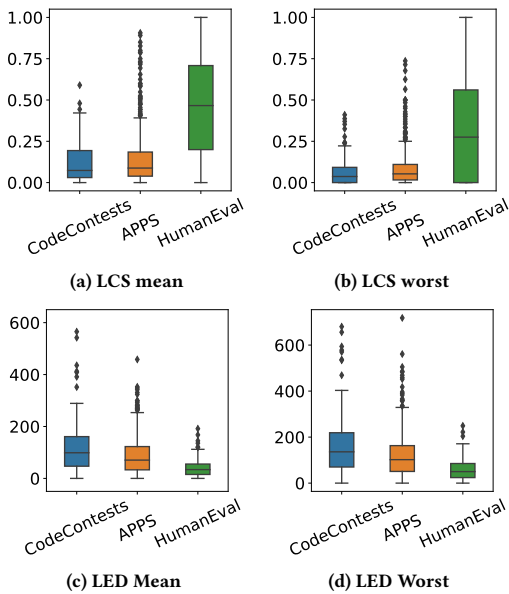 1.00
0.75
0.50
0.25
0.00
CodeContests
APPS
HumanEval
(a) LCS mean
1.00
0.75
0.50
0.25
0.00
CodeContests
APPS
HumanEval
(b) LCS worst
600
400
200
0
CodeContests
APPS
HumanEval
(c) LED Mean
600
400
200
0
CodeContests
APPS
HumanEval
(d) LED Worst